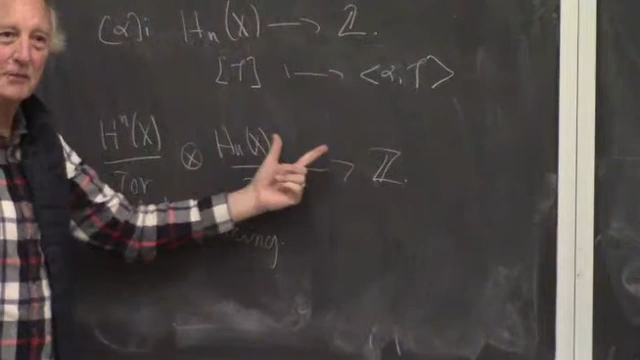 (α): Hₙ(X) ⟶ ℤ.
[T] ⟼ <α, T>
Hⁿ(X)/Tor ⊗ Hₙ(X)/ ⟶ ℤ.